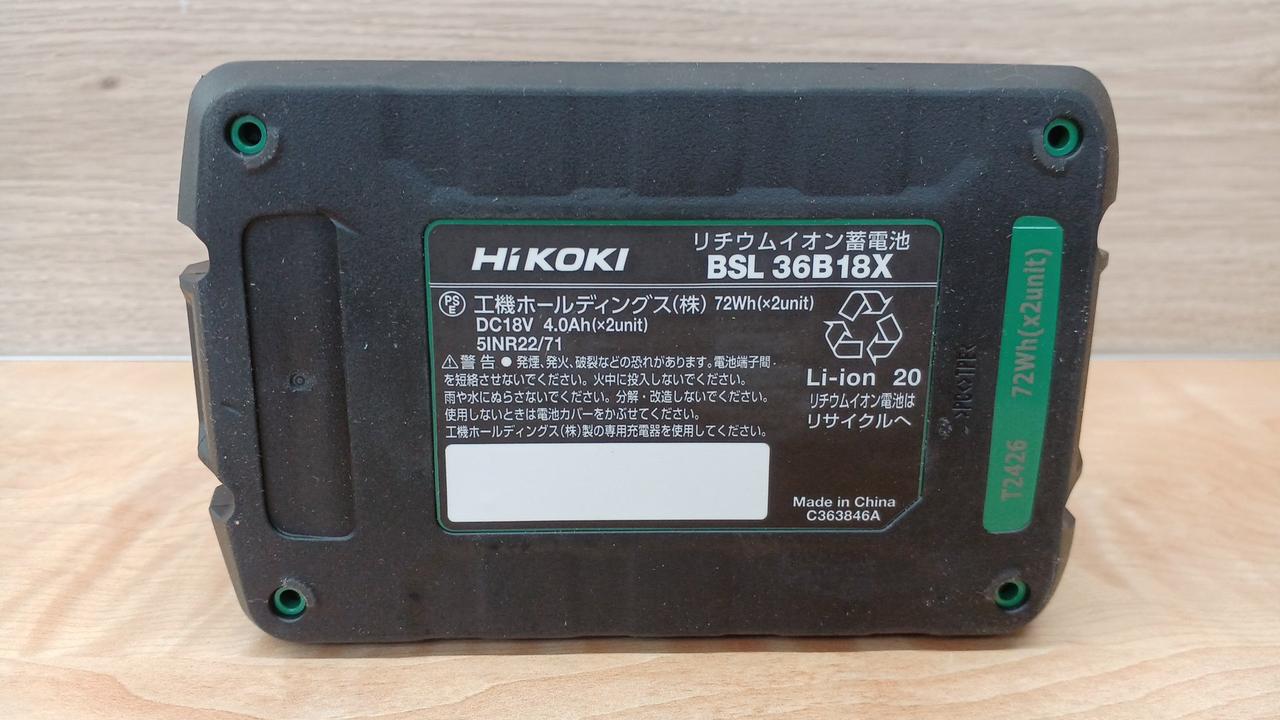 HiKOKI
リチウムイオン蓄電池
BSL 36B18X
PSE 工機ホールディングス(株) 72Wh(×2unit)
DC18V 4.0Ah(×2unit)
5INR22/71
⚠警告 ● 発煙、発火、破裂などの恐れがあります。電池端子間
を短絡させないでください。火中に投入しないでください。
雨や水にぬらさないでください。分解・改造しないでください。
使用しないときは電池カバーをかぶせてください。
工機ホールディングス(株)製の専用充電器を使用してください。
Li-ion 20
リチウムイオン電池は
リサイクルへ
Made in China
C363846A
T2426 72Wh(x2unit)